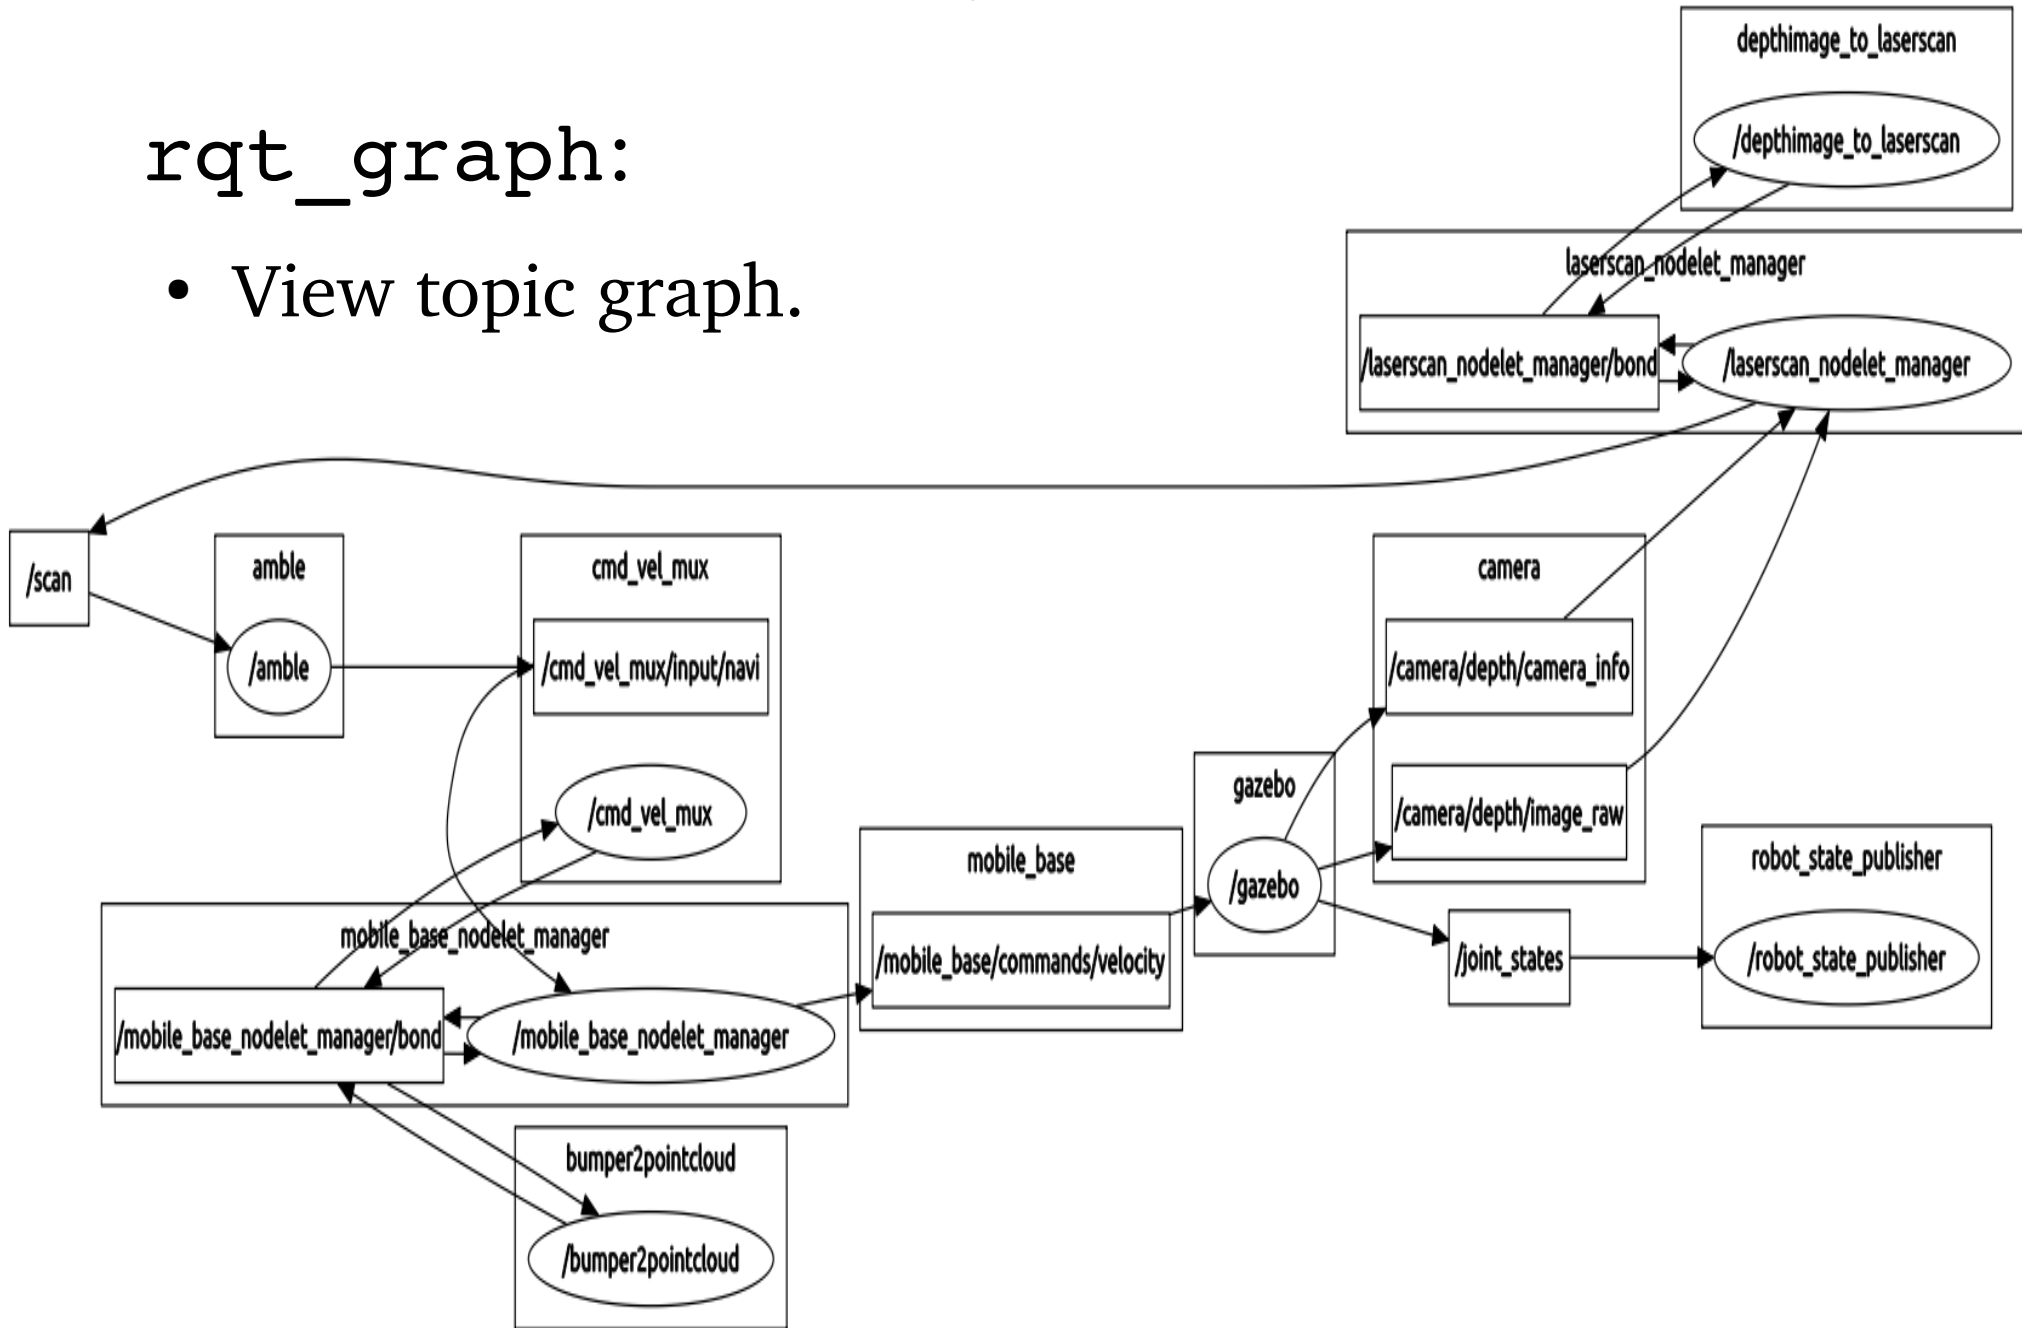 rqt_graph:
• View topic graph.
depthimage_to_laserscan
/depthimage_to_laserscan
laserscan_nodelet_manager
/laserscan_nodelet_manager/bond
/laserscan_nodelet_manager
/scan
amble
/amble
cmd_vel_mux
/cmd_vel_mux/input/navi
/cmd_vel_mux
camera
/camera/depth/camera_info
/camera/depth/image_raw
gazebo
/gazebo
mobile_base
/mobile_base/commands/velocity
robot_state_publisher
/robot_state_publisher
/joint_states
mobile_base_nodelet_manager
/mobile_base_nodelet_manager/bond
/mobile_base_nodelet_manager
bumper2pointcloud
/bumper2pointcloud